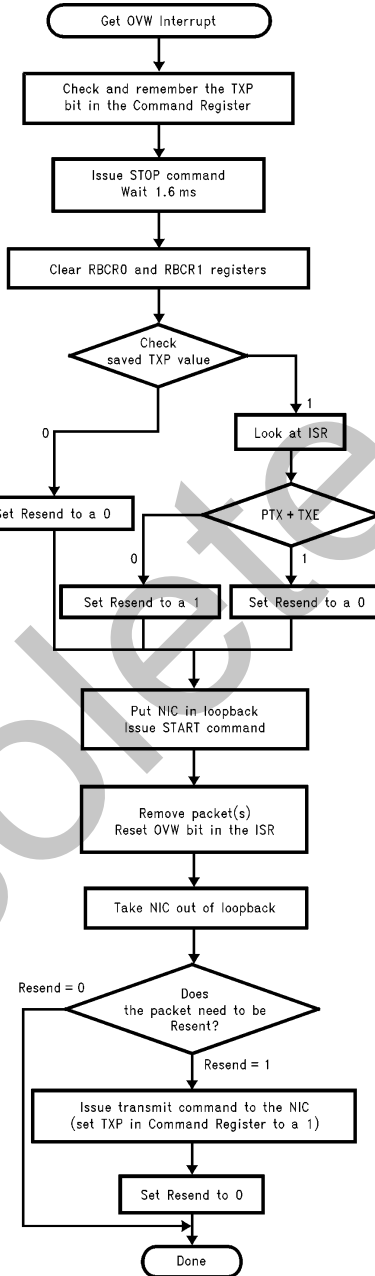 Get OVW Interrupt
Check and remember the TXP
bit in the Command Register
Issue STOP command
Wait 1.6 ms
Clear RBCR0 and RBCR1 registers
Check
saved TXP value
0
1
Look at ISR
Set Resend to a 0
PTX + TXE
0
1
Set Resend to a 1
Set Resend to a 0
Put NIC in loopback
Issue START command
Remove packet(s)
Reset OVW bit in the ISR
Take NIC out of loopback
Resend = 0
Does
the packet need to be
Resent?
Resend = 1
Issue transmit command to the NIC
(set TXP in Command Register to a 1)
Set Resend to 0
Done
olete